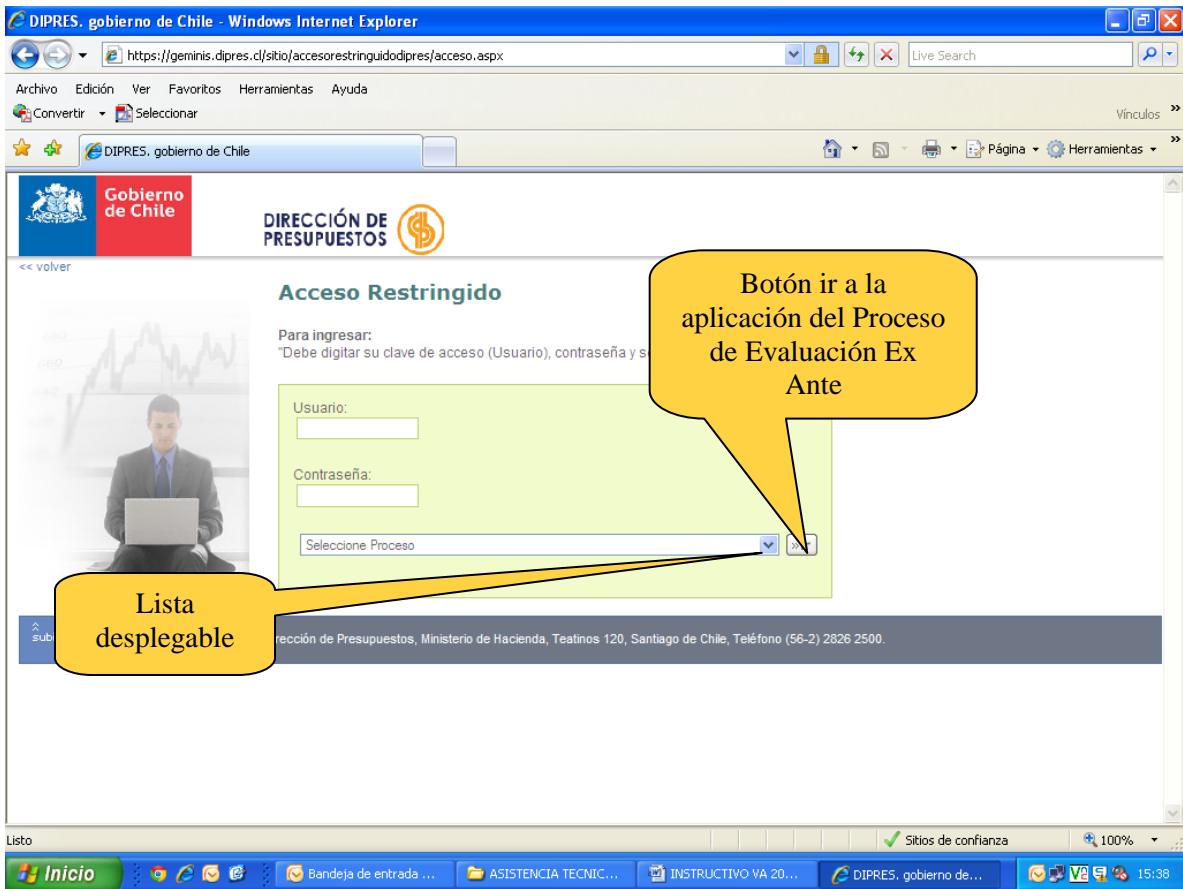 DIPRES. gobierno de Chile - Windows Internet Explorer
https://geminis.dipres.cl/sitio/accesorestringuidodipres/acceso.aspx
Live Search
Archivo Edición Ver Favoritos Herramientas Ayuda
Convertir Seleccionar
Vínculos
DIPRES. gobierno de Chile
Página Herramientas
Gobierno
de Chile
DIRECCIÓN DE
PRESUPUESTOS
<< volver
Acceso Restringido
Para ingresar:
"Debe digitar su clave de acceso (Usuario), contraseña y
Botón ir a la
aplicación del Proceso
de Evaluación Ex
Ante
Usuario:
Contraseña:
Seleccione Proceso
Lista
desplegable
de Presupuestos, Ministerio de Hacienda, Teatinos 120, Santiago de Chile, Teléfono (56-2) 2826 2500.
Listo
Sitios de confianza
100%
Inicio
Bandeja de entrada ...
ASISTENCIA TECNIC...
INSTRUCTIVO VA 20...
DIPRES. gobierno de...
15:38